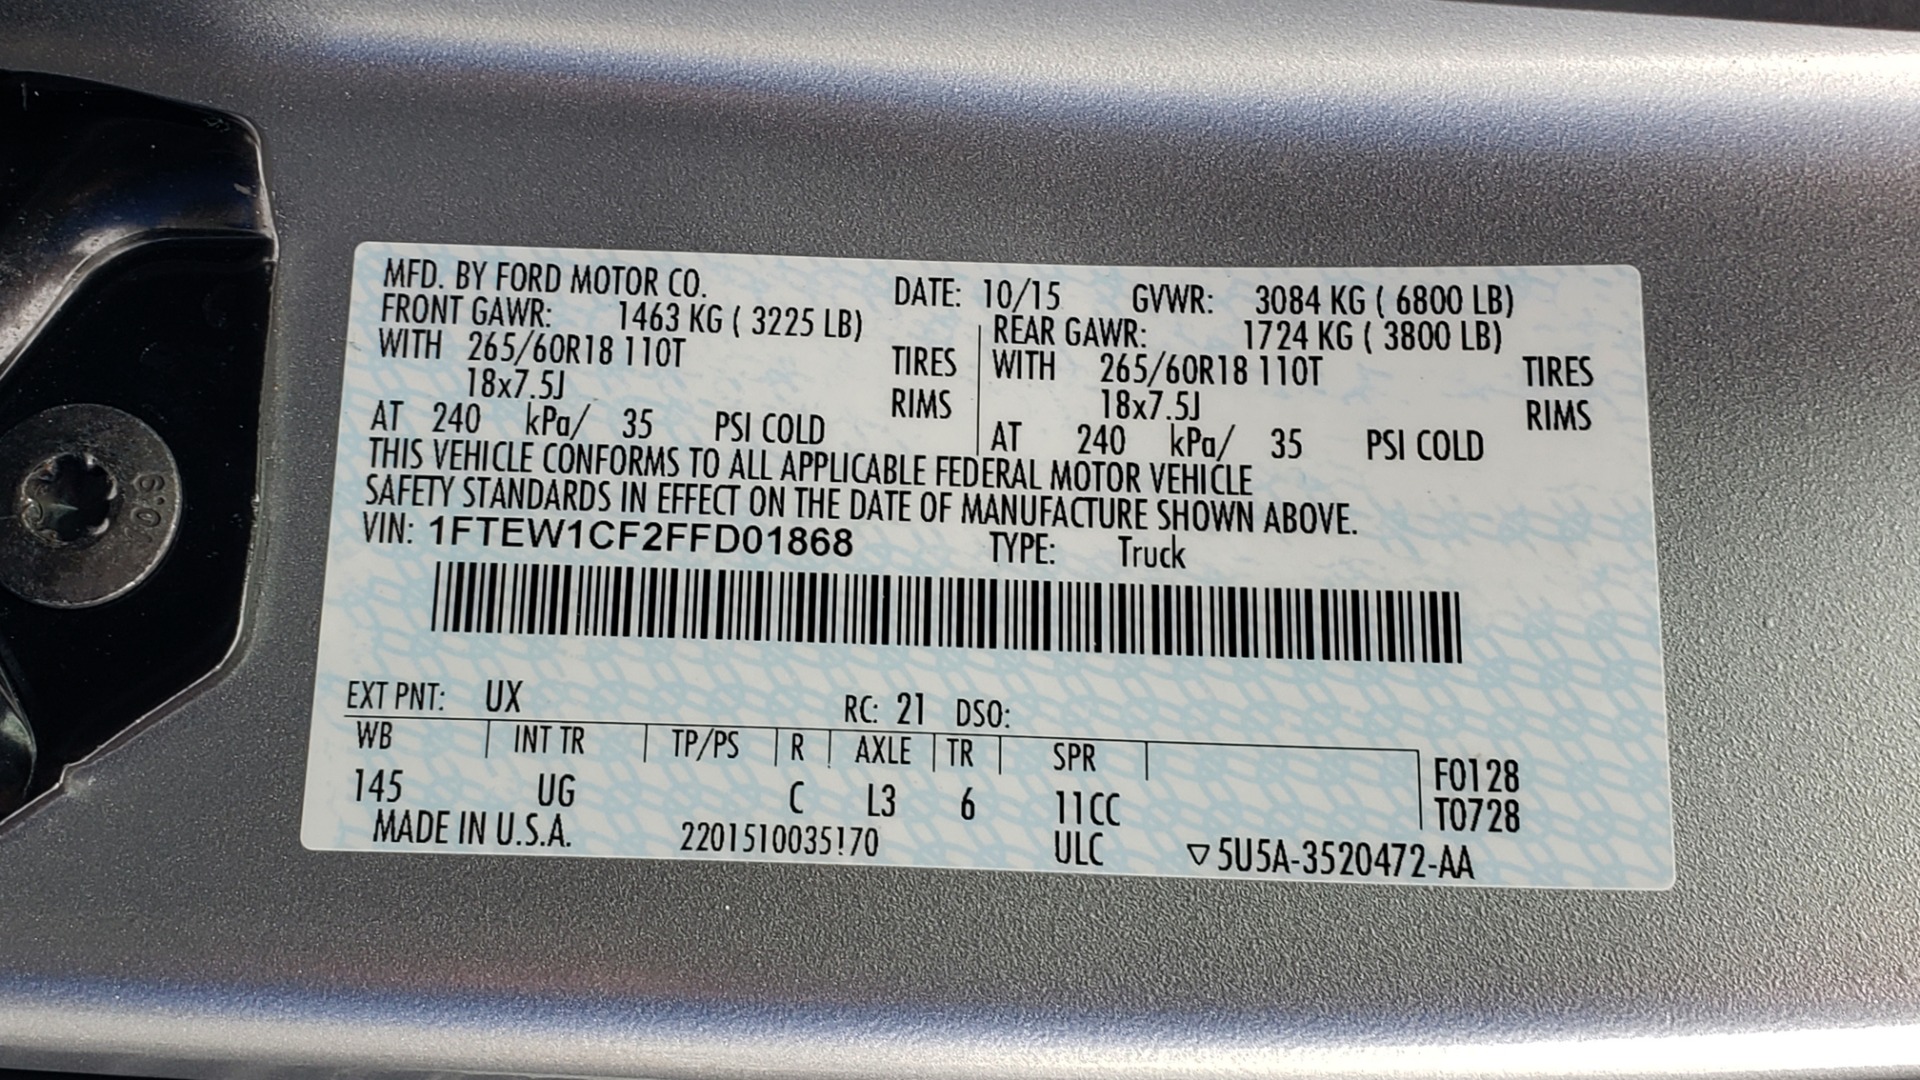 MFD. BY FORD MOTOR CO. DATE: 10/15 GVWR: 3084 KG ( 6800 LB)
FRONT GAWR: 1463 KG ( 3225 LB) REAR GAWR: 1724 KG ( 3800 LB)
WITH 265/60R18 110T TIRES WITH 265/60R18 110T TIRES
18x7.5J RIMS 18x7.5J RIMS
AT 240 kPa/ 35 PSI COLD AT 240 kPa/ 35 PSI COLD
THIS VEHICLE CONFORMS TO ALL APPLICABLE FEDERAL MOTOR VEHICLE
SAFETY STANDARDS IN EFFECT ON THE DATE OF MANUFACTURE SHOWN ABOVE.
VIN: 1FTEW1CF2FFD01868 TYPE: Truck
EXT PNT: UX RC: 21 DSO:
WB INT TR TP/PS R AXLE TR SPR
F0128
145 UG C L3 6 11CC T0728
MADE IN U.S.A. 2201510035!70 ULC ▽5U5A-3520472-AA